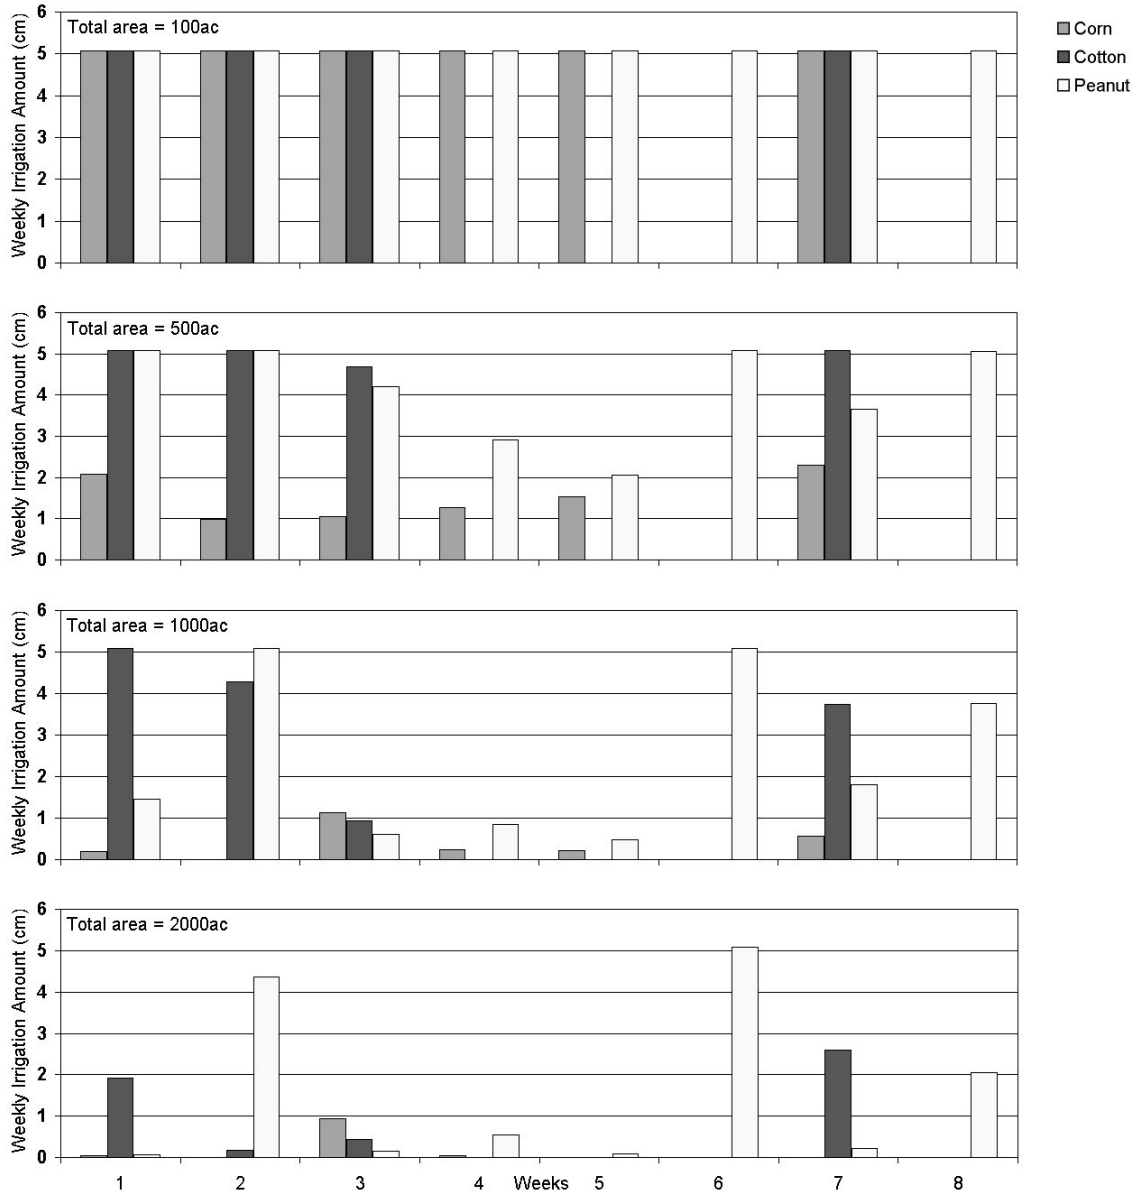 Weekly Irrigation Amount (cm)
6
5
4
3
2
1
0
Total area = 100ac
Corn
Cotton
Peanut
Weekly Irrigation Amount (cm)
6
5
4
3
2
1
0
Total area = 500ac
Weekly Irrigation Amount (cm)
6
5
4
3
2
1
0
Total area = 1000ac
Weekly Irrigation Amount (cm)
6
5
4
3
2
1
0
Total area = 2000ac
1 2 3 4 Weeks 5 6 7 8